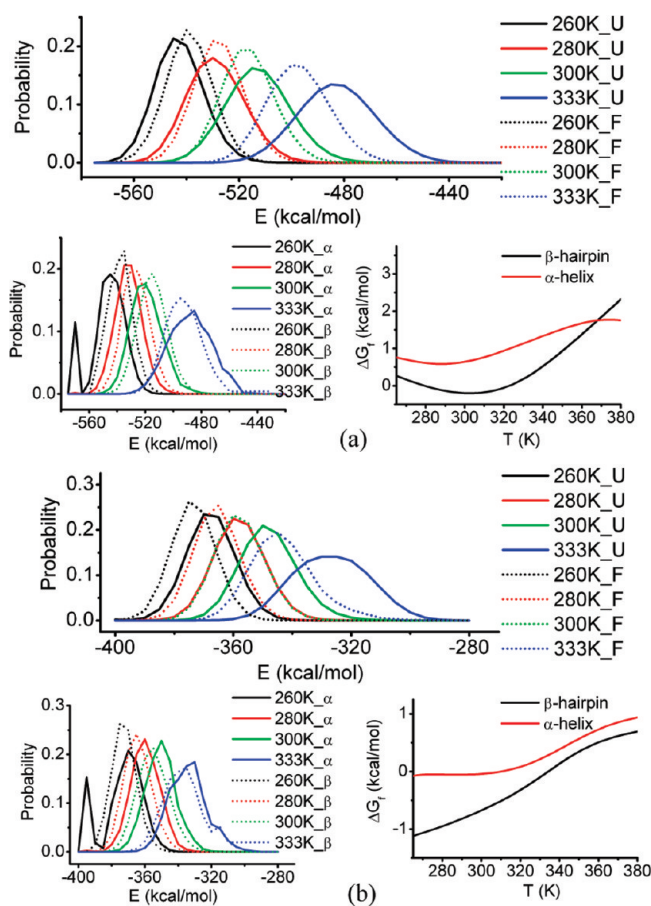 Probability
0.2
0.1
0.0
-560
-520
-480
-440
E (kcal/mol)
260K_U
280K_U
300K_U
333K_U
260K_F
280K_F
300K_F
333K_F
Probability
0.2
0.1
0.0
-560
-520
-480
-440
E (kcal/mol)
260K_α
280K_α
300K_α
333K_α
260K_β
280K_β
300K_β
333K_β
ΔG_f (kcal/mol)
3
2
1
0
280
300
320
340
360
380
T (K)
β-hairpin
α-helix
(a)
Probability
0.3
0.2
0.1
0.0
-400
-360
-320
-280
E (kcal/mol)
260K_U
280K_U
300K_U
333K_U
260K_F
280K_F
300K_F
333K_F
Probability
0.3
0.2
0.1
0.0
-400
-360
-320
-280
E (kcal/mol)
260K_α
280K_α
300K_α
333K_α
260K_β
280K_β
300K_β
333K_β
ΔG_f (kcal/mol)
1
0
-1
280
300
320
340
360
380
T (K)
β-hairpin
α-helix
(b)